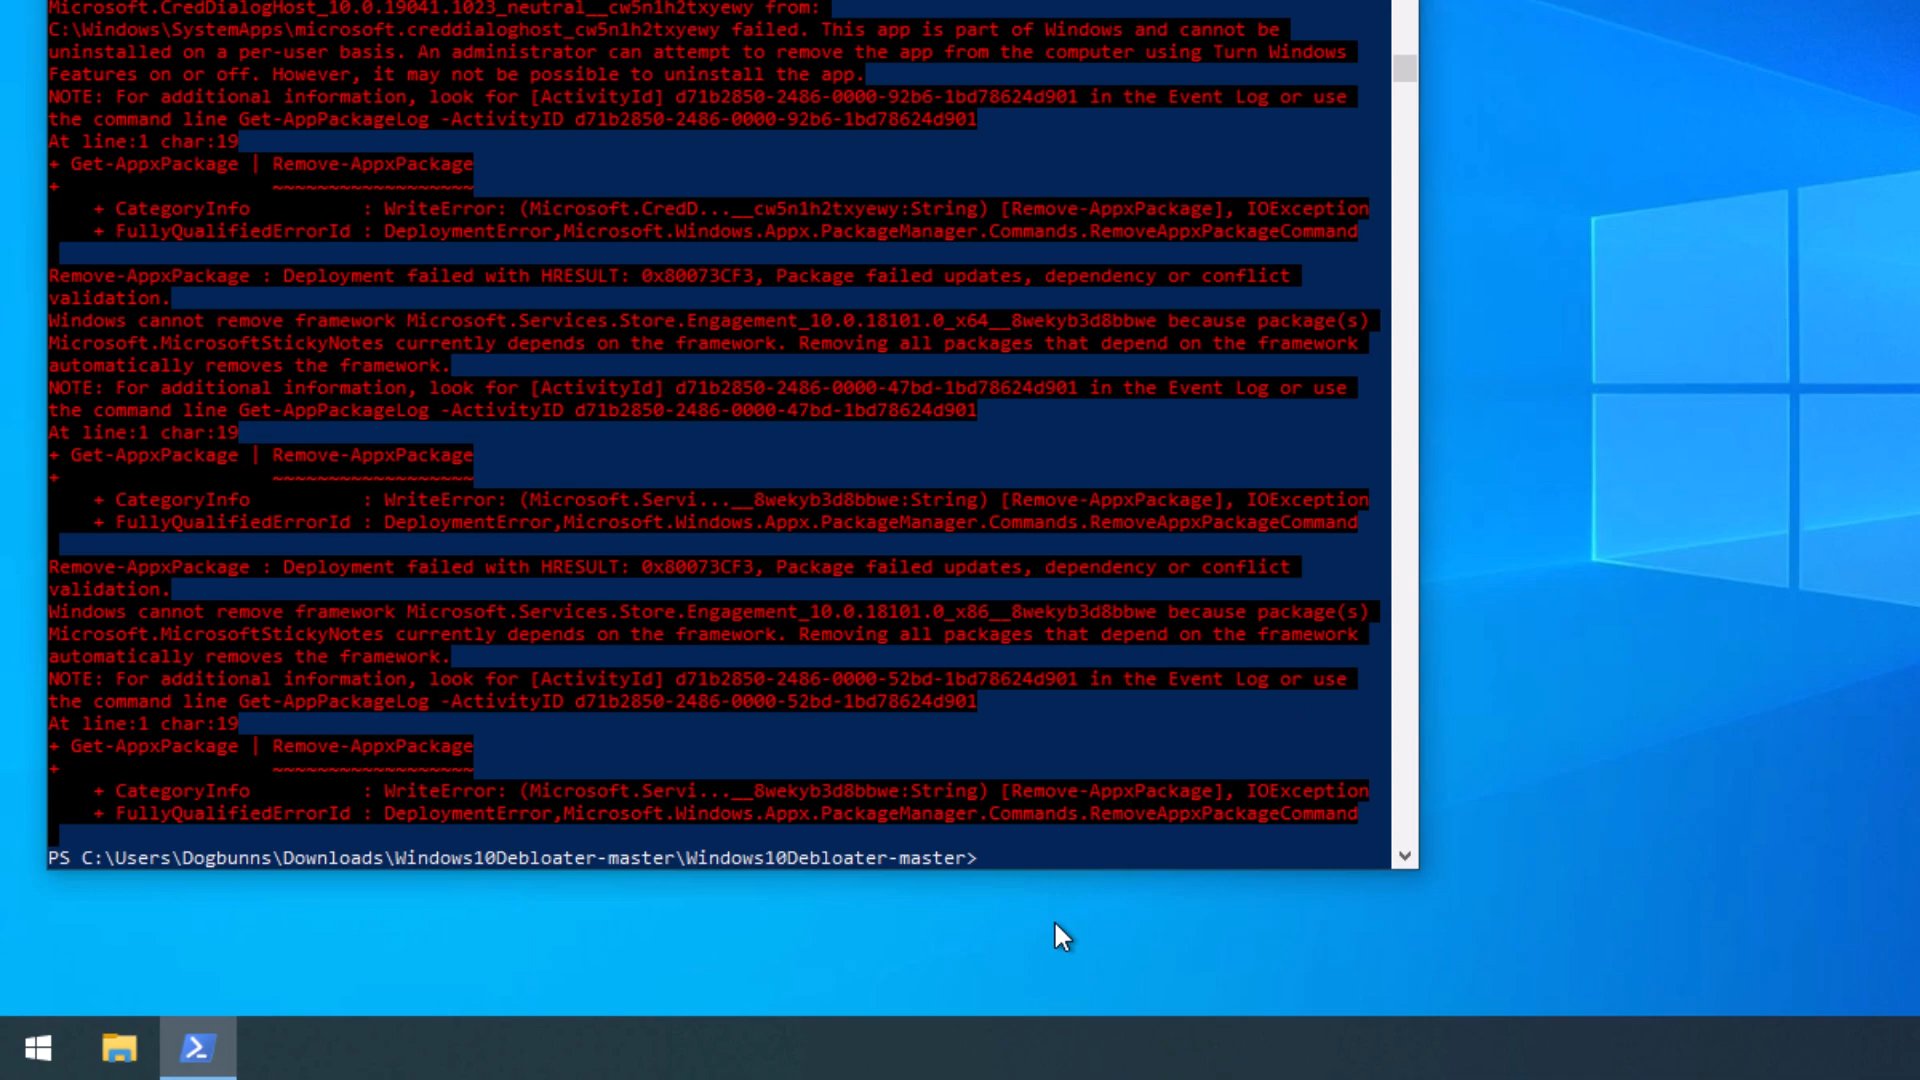 Microsoft.CredDialogHost_10.0.19041.1023_neutral__cw5n1h2txyewy from:
C:\Windows\SystemApps\microsoft.creddialoghost_cw5n1h2txyewy failed. This app is part of Windows and cannot be
uninstalled on a per-user basis. An administrator can attempt to remove the app from the computer using Turn Windows
Features on or off. However, it may not be possible to uninstall the app.
NOTE: For additional information, look for [ActivityId] d71b2850-2486-0000-92b6-1bd78624d901 in the Event Log or use
the command line Get-AppPackageLog -ActivityID d71b2850-2486-0000-92b6-1bd78624d901
At line:1 char:19
+ Get-AppxPackage | Remove-AppxPackage
+                   ~~~~~~~~~~~~~~~~~~
    + CategoryInfo          : WriteError: (Microsoft.CredD...__cw5n1h2txyewy:String) [Remove-AppxPackage], IOException
    + FullyQualifiedErrorId : DeploymentError,Microsoft.Windows.Appx.PackageManager.Commands.RemoveAppxPackageCommand
Remove-AppxPackage : Deployment failed with HRESULT: 0x80073CF3, Package failed updates, dependency or conflict
validation.
Windows cannot remove framework Microsoft.Services.Store.Engagement_10.0.18101.0_x64__8wekyb3d8bbwe because package(s)
Microsoft.MicrosoftStickyNotes currently depends on the framework. Removing all packages that depend on the framework
automatically removes the framework.
NOTE: For additional information, look for [ActivityId] d71b2850-2486-0000-47bd-1bd78624d901 in the Event Log or use
the command line Get-AppPackageLog -ActivityID d71b2850-2486-0000-47bd-1bd78624d901
At line:1 char:19
+ Get-AppxPackage | Remove-AppxPackage
+                   ~~~~~~~~~~~~~~~~~~
    + CategoryInfo          : WriteError: (Microsoft.Servi...__8wekyb3d8bbwe:String) [Remove-AppxPackage], IOException
    + FullyQualifiedErrorId : DeploymentError,Microsoft.Windows.Appx.PackageManager.Commands.RemoveAppxPackageCommand
Remove-AppxPackage : Deployment failed with HRESULT: 0x80073CF3, Package failed updates, dependency or conflict
validation.
Windows cannot remove framework Microsoft.Services.Store.Engagement_10.0.18101.0_x86__8wekyb3d8bbwe because package(s)
Microsoft.MicrosoftStickyNotes currently depends on the framework. Removing all packages that depend on the framework
automatically removes the framework.
NOTE: For additional information, look for [ActivityId] d71b2850-2486-0000-52bd-1bd78624d901 in the Event Log or use
the command line Get-AppPackageLog -ActivityID d71b2850-2486-0000-52bd-1bd78624d901
At line:1 char:19
+ Get-AppxPackage | Remove-AppxPackage
+                   ~~~~~~~~~~~~~~~~~~
    + CategoryInfo          : WriteError: (Microsoft.Servi...__8wekyb3d8bbwe:String) [Remove-AppxPackage], IOException
    + FullyQualifiedErrorId : DeploymentError,Microsoft.Windows.Appx.PackageManager.Commands.RemoveAppxPackageCommand
PS C:\Users\Dogbunns\Downloads\Windows10Debloater-master\Windows10Debloater-master>